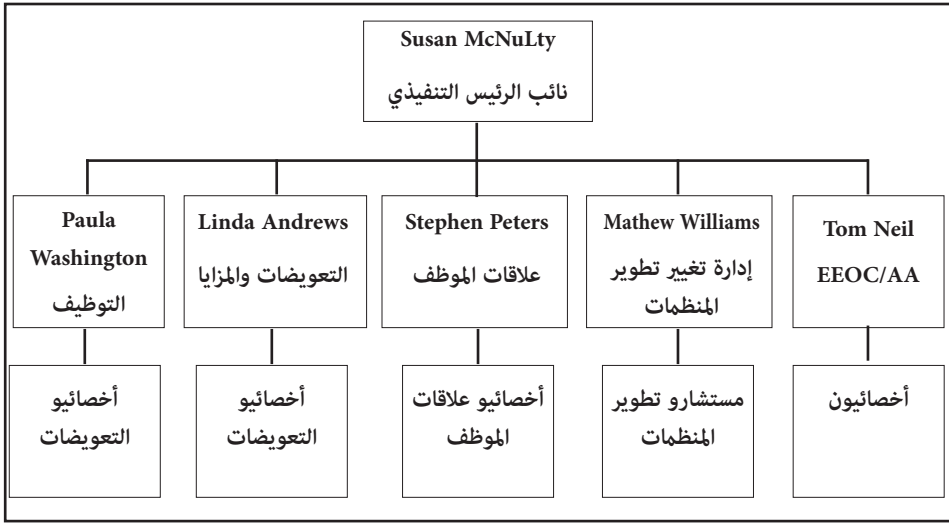 Susan McNuLty
نائب الرئيس التنفيذي
Paula
Washington
التوظيف
Linda Andrews
التعويضات والمزايا
Stephen Peters
علاقات الموظف
Mathew Williams
إدارة تغيير تطوير
المنظمات
Tom Neil
EEOC/AA
أخصائيو
التعويضات
أخصائيو
التعويضات
أخصائيو علاقات
الموظف
مستشارو تطوير
المنظمات
أخصائيون